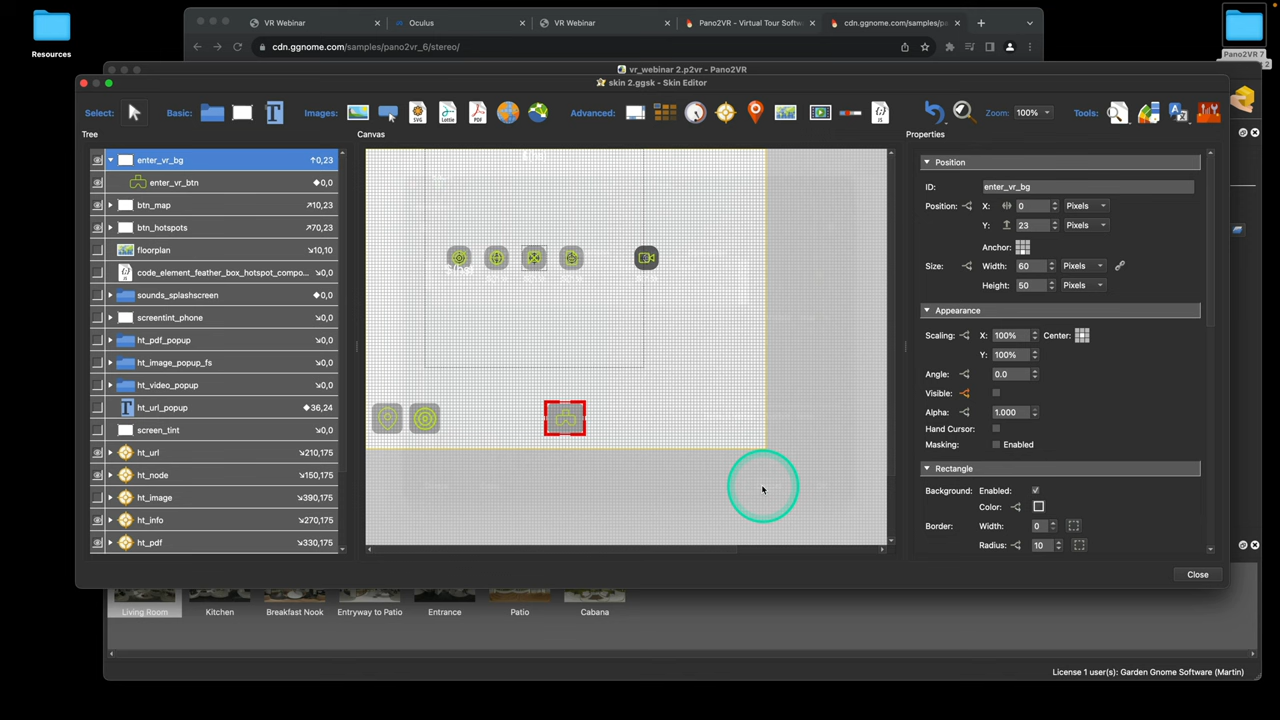 Resources
VR Webinar
Oculus
VR Webinar
Pano2VR - Virtual Tour Softw
cdn.ggnome.com/samples/pa
cdn.ggnome.com/samples/pano2vr_6/stereo/
Pano2VR 7
vr_webinar 2.p2vr - Pano2VR
skin 2.ggsk - Skin Editor
Select:
Basic:
Images:
Advanced:
Zoom: 100%
Tools:
Tree
Canvas
Properties
enter_vr_bg ↑0,23
enter_vr_btn ◆0,0
btn_map ↗10,23
btn_hotspots ↗70,23
floorplan ↘10,10
code_element_feather_box_hotspot_compo... ↘0,0
sounds_splashscreen ◆0,0
screentint_phone ↘0,0
ht_pdf_popup ↘0,0
ht_image_popup_fs ↘0,0
ht_video_popup ↘0,0
ht_url_popup ◆36,24
screen_tint ↘0,0
ht_url ↘210,175
ht_node ↘150,175
ht_image ↘390,175
ht_info ↘270,175
ht_pdf ↘330,175
Position
ID: enter_vr_bg
Position: X: 0 Pixels
Y: 23 Pixels
Anchor:
Size: Width: 60 Pixels
Height: 50 Pixels
Appearance
Scaling: X: 100% Center:
Y: 100%
Angle: 0.0
Visible:
Alpha: 1.000
Hand Cursor:
Masking: Enabled
Rectangle
Background: Enabled:
Color:
Border: Width: 0
Radius: 10
Close
Living Room
Kitchen
Breakfast Nook
Entryway to Patio
Entrance
Patio
Cabana
License 1 user(s): Garden Gnome Software (Martin)